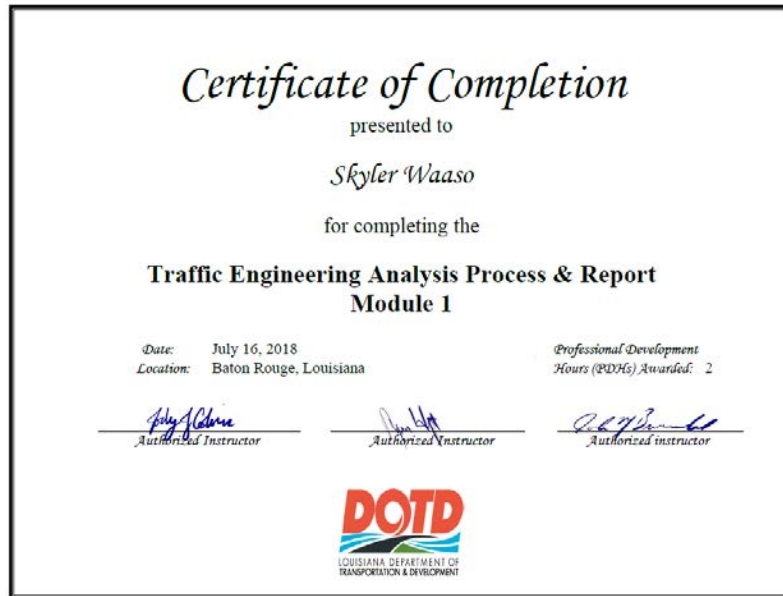 Certificate of Completion
presented to
Skyler Waaso
for completing the
Traffic Engineering Analysis Process & Report
Module 1
Date: July 16, 2018
Location: Baton Rouge, Louisiana
Professional Development
Hours (PDHs) Awarded: 2
Authorized Instructor
Authorized Instructor
Authorized instructor
DOTD
LOUISIANA DEPARTMENT OF
TRANSPORTATION & DEVELOPMENT